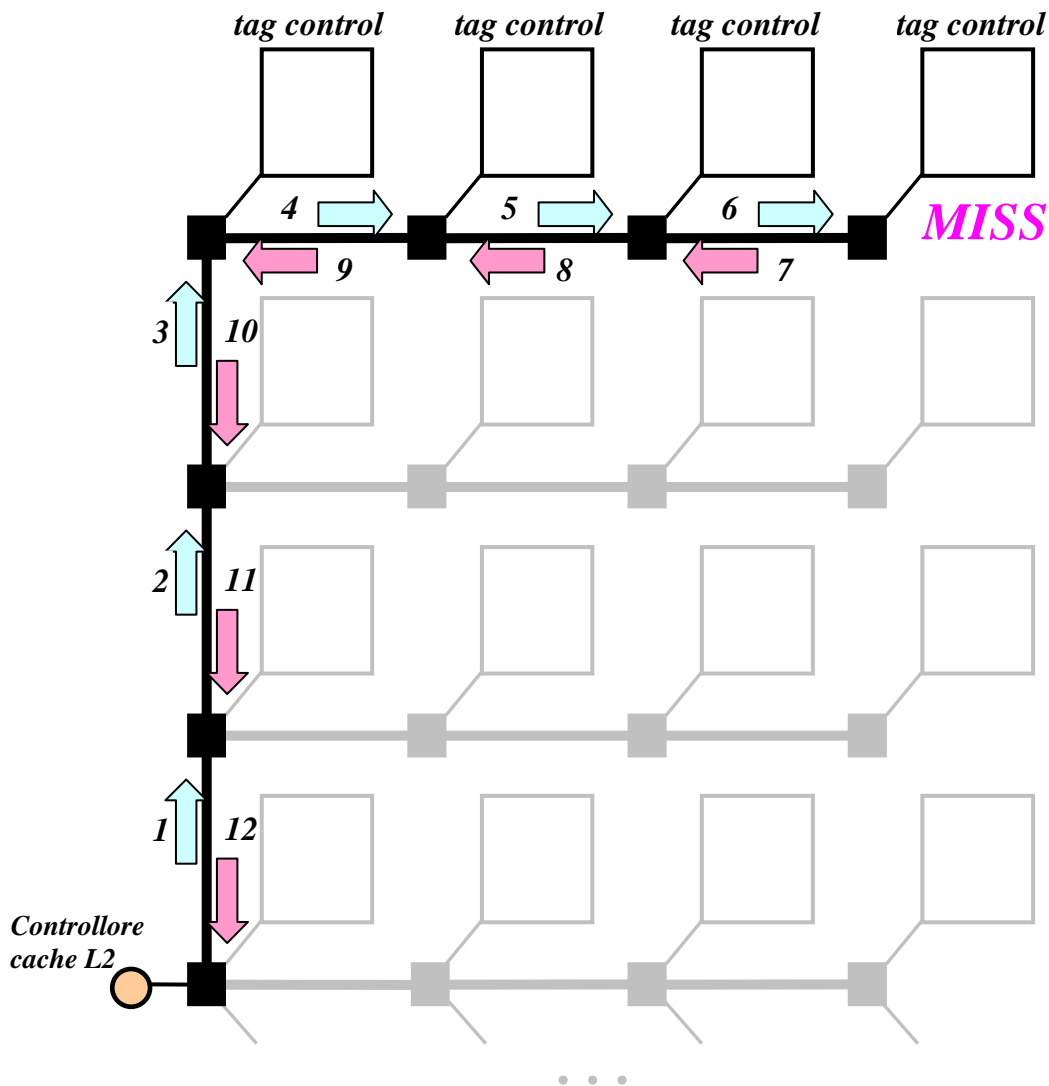 tag control tag control tag control tag control
4 5 6 MISS
9 8 7
3 10
2 11
1 12
Controllore
cache L2
. . .